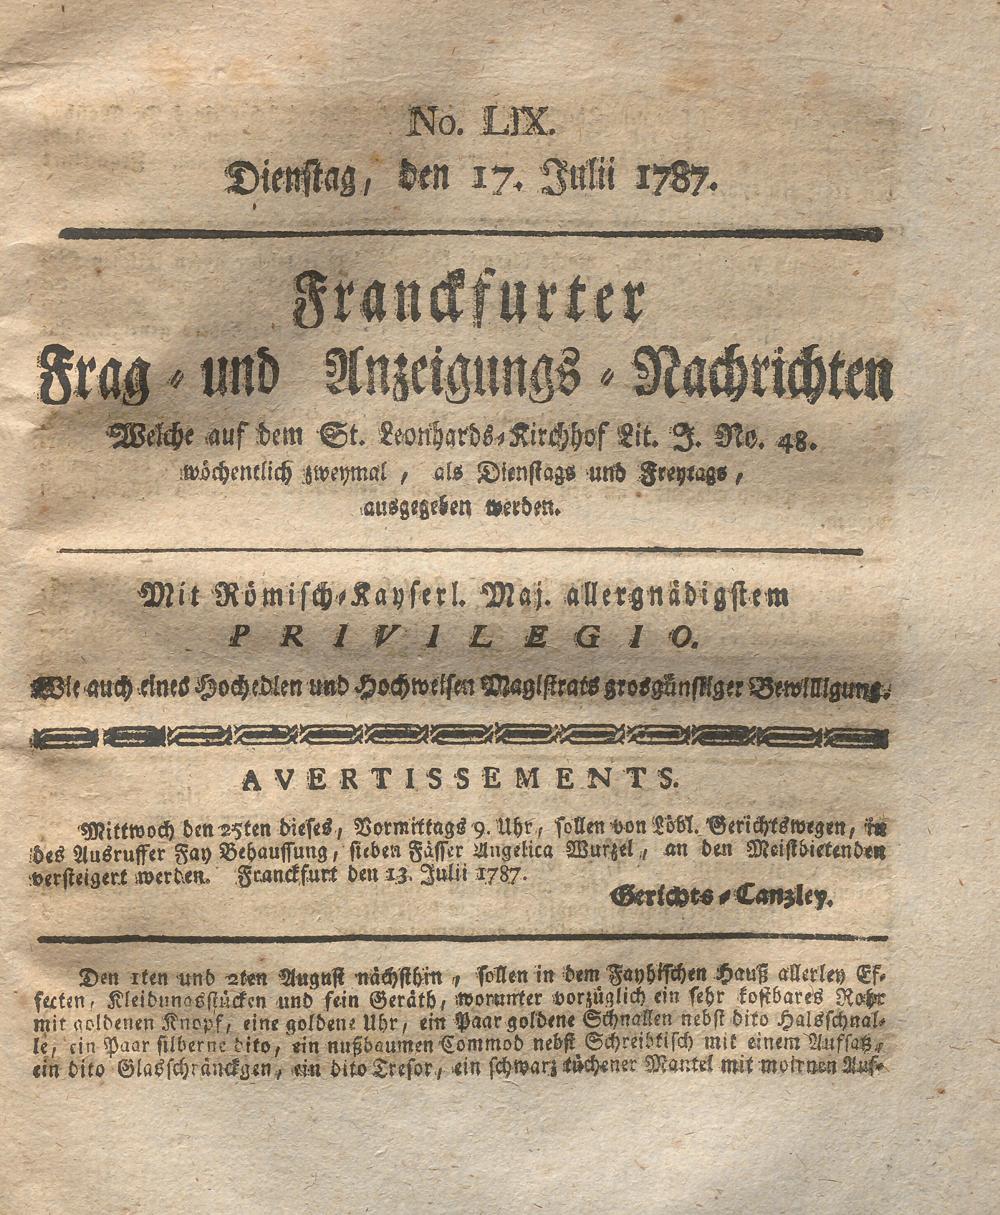 No. LIX.
Dienstag, den 17. Julii 1787.
Franckfurter
Frag- und Anzeigungs-Nachrichten
Welche auf dem St. Leonhards-Kirchhof Lit. J. No. 48.
wöchentlich zweymal, als Dienstags und Freytags,
ausgegeben werden.
Mit Römisch-Kayserl. Maj. allergnädigstem
PRIVILEGIO.
Wie auch eines Hochedlen und Hochweisen Magistrats grosgünstiger Bewilligung.
AVERTISSEMENTS.
Mittwoch den 25ten dieses, Vormittags 9. Uhr, sollen von Löbl. Gerichtswegen, in
des Ausruffer Fay Behaussung, sieben Fässer Angelica Wurzel, an den Meistbietenden
versteigert werden. Franckfurt den 13. Julii 1787.
Gerichts-Canzley.
Den 1ten und 2ten August nächsthin, sollen in dem Fayhischen Hauß allerley Ef-
fecten, Kleidungsstücken und fein Geräth, worunter vorzüglich ein sehr kostbares Rohr
mit goldenen Knopf, eine goldene Uhr, ein Paar goldene Schnallen nebst dito Halsschnal-
le, ein Paar silberne dito, ein nußbaumen Commod nebst Schreibtisch mit einem Aufsatz,
ein dito Glasschränckgen, ein dito Tresor, ein schwarz tüchener Mantel mit moirnen Auf-